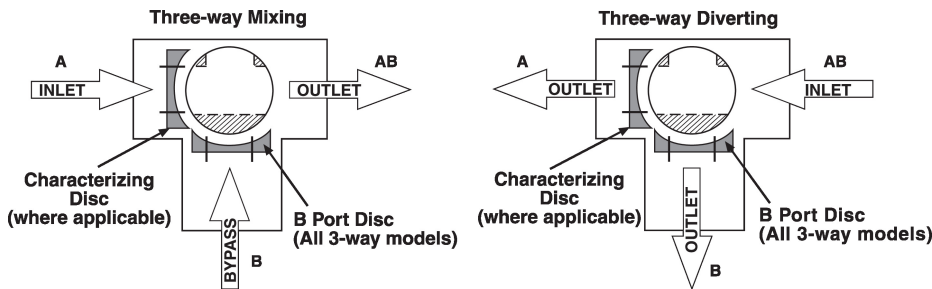 Three-way Mixing
A
AB
INLET
OUTLET
Characterizing
Disc
(where applicable)
B Port Disc
(All 3-way models)
BYPASS
B
Three-way Diverting
A
AB
OUTLET
INLET
Characterizing
Disc
(where applicable)
B Port Disc
(All 3-way models)
OUTLET
B